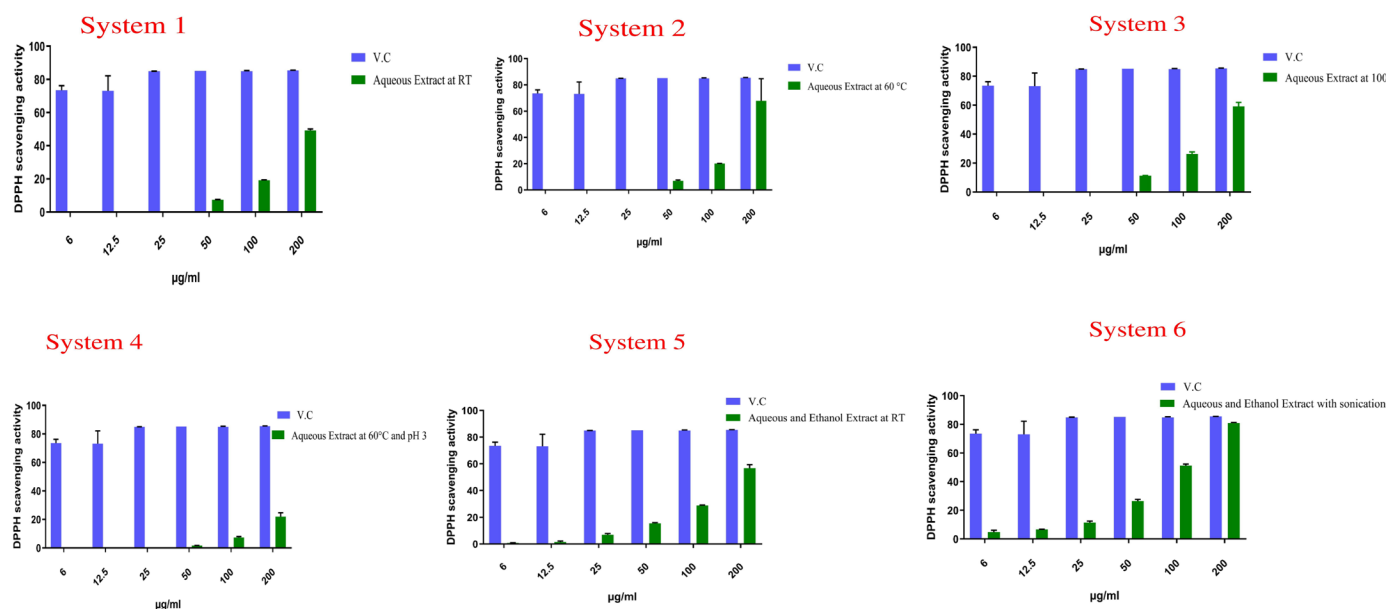 System 1
DPPH scavenging activity
100
80
60
40
20
0
6
12.5
25
50
100
200
µg/ml
V.C
Aqueous Extract at RT
System 2
DPPH scavenging activity
100
80
60
40
20
0
6
12.5
25
50
100
200
µg/ml
V.C
Aqueous Extract at 60 °C
System 3
DPPH scavenging activity
100
80
60
40
20
0
6
12.5
25
50
100
200
µg/ml
V.C
Aqueous Extract at 100
System 4
DPPH scavenging activity
100
80
60
40
20
0
6
12.5
25
50
100
200
µg/ml
V.C
Aqueous Extract at 60°C and pH 3
System 5
DPPH scavenging activity
100
80
60
40
20
0
6
12.5
25
50
100
200
µg/ml
V.C
Aqueous and Ethanol Extract at RT
System 6
DPPH scavenging activity
100
80
60
40
20
0
6
12.5
25
50
100
200
µg/ml
V.C
Aqueous and Ethanol Extract with sonication